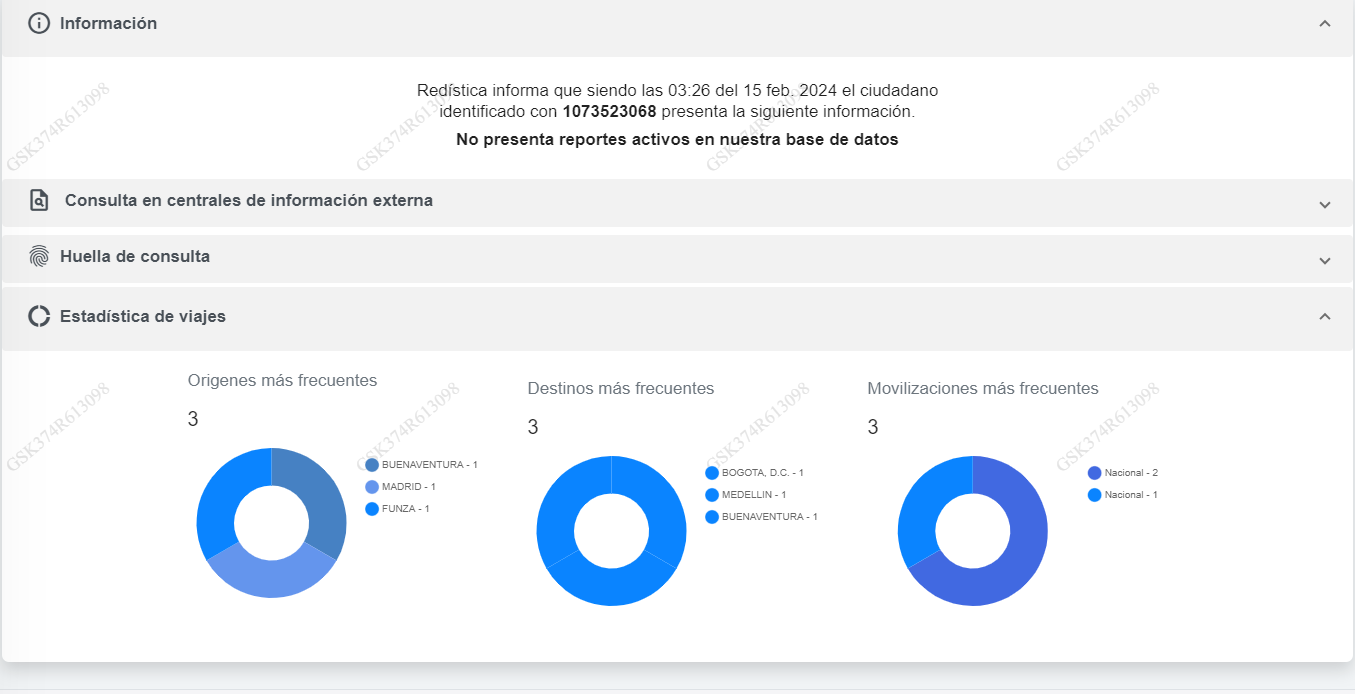 Información
Redística informa que siendo las 03:26 del 15 feb. 2024 el ciudadano
identificado con 1073523068 presenta la siguiente información.
No presenta reportes activos en nuestra base de datos
GSK374R613098
GSK374R613098
GSK374R613098
GSK374R613098
Consulta en centrales de información externa
Huella de consulta
Estadística de viajes
Origenes más frecuentes
3
BUENAVENTURA - 1
MADRID - 1
FUNZA - 1
Destinos más frecuentes
3
BOGOTA, D.C. - 1
MEDELLIN - 1
BUENAVENTURA - 1
Movilizaciones más frecuentes
3
Nacional - 2
Nacional - 1
GSK374R613098
GSK374R613098
GSK374R613098
GSK374R613098